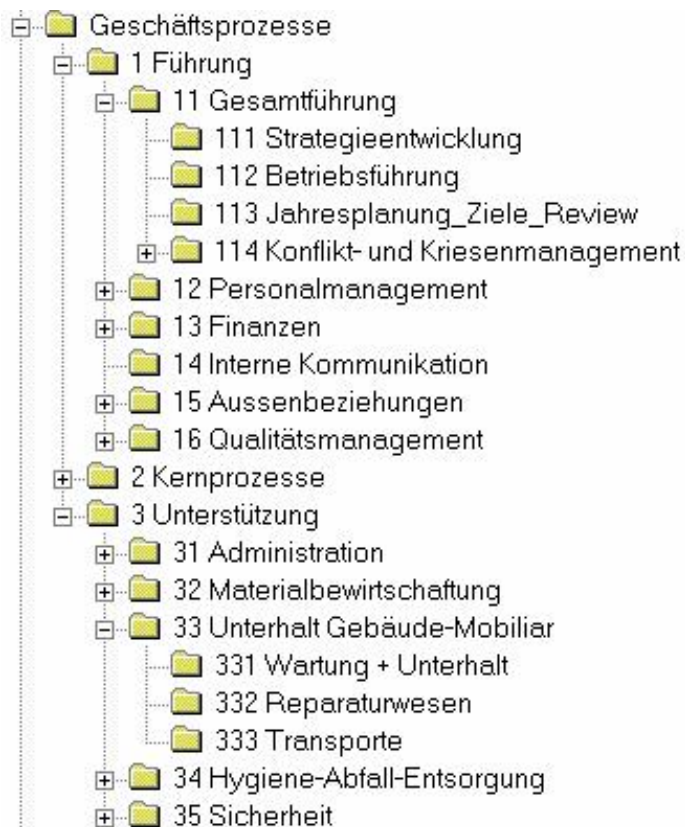 Geschäftsprozesse
1 Führung
11 Gesamtführung
111 Strategieentwicklung
112 Betriebsführung
113 Jahresplanung_Ziele_Review
114 Konflikt- und Kriesenmanagement
12 Personalmanagement
13 Finanzen
14 Interne Kommunikation
15 Aussenbeziehungen
16 Qualitätsmanagement
2 Kernprozesse
3 Unterstützung
31 Administration
32 Materialbewirtschaftung
33 Unterhalt Gebäude-Mobiliar
331 Wartung + Unterhalt
332 Reparaturwesen
333 Transporte
34 Hygiene-Abfall-Entsorgung
35 Sicherheit